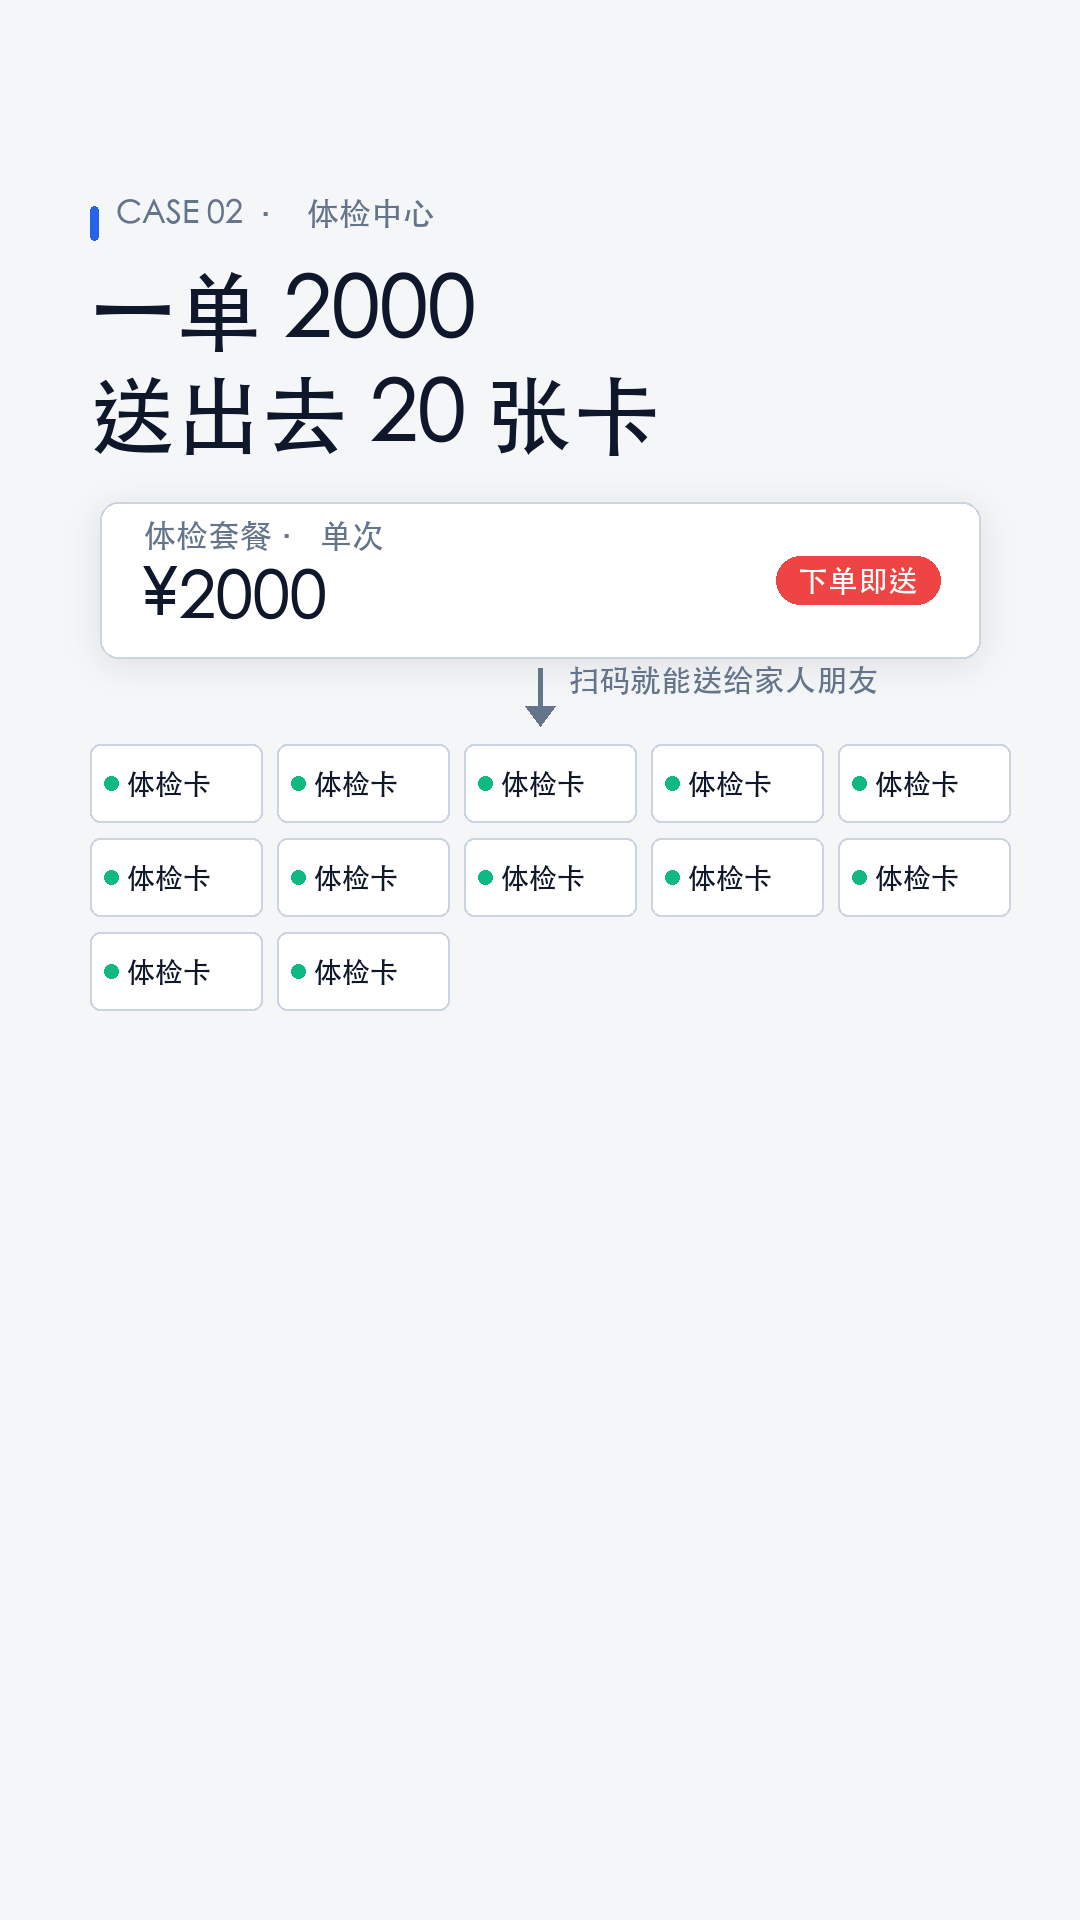 CASE 02 · 体检中心
一单 2000
送出去 20 张卡
体检套餐 · 单次
¥2000
下单即送
扫码就能送给家人朋友
体检卡 体检卡 体检卡 体检卡 体检卡
体检卡 体检卡 体检卡 体检卡 体检卡
体检卡 体检卡